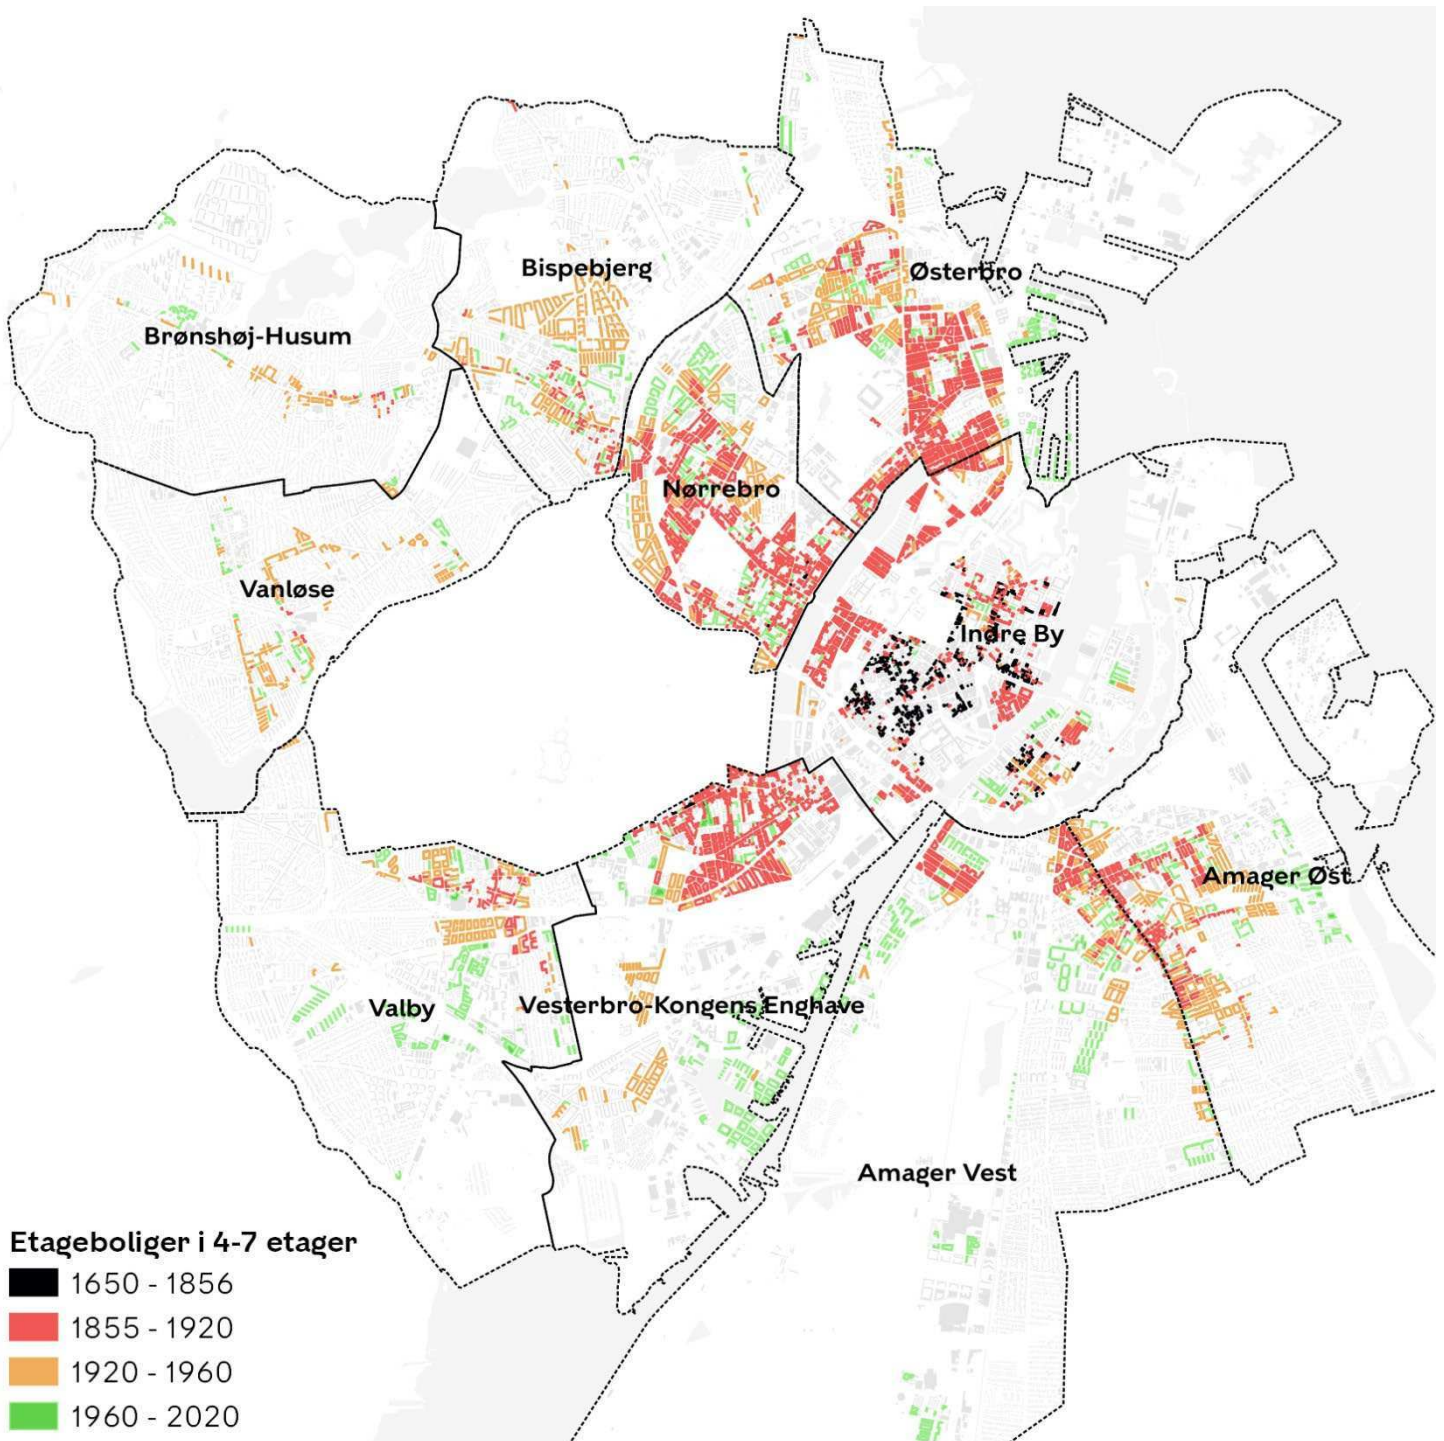 Bispebjerg
Østerbro
Brønshøj-Husum
Nørrebro
Vanløse
Indre By
Amager Øst
Valby
Vesterbro-Kongens Enghave
Amager Vest
Etageboliger i 4-7 etager
1650 - 1856
1855 - 1920
1920 - 1960
1960 - 2020